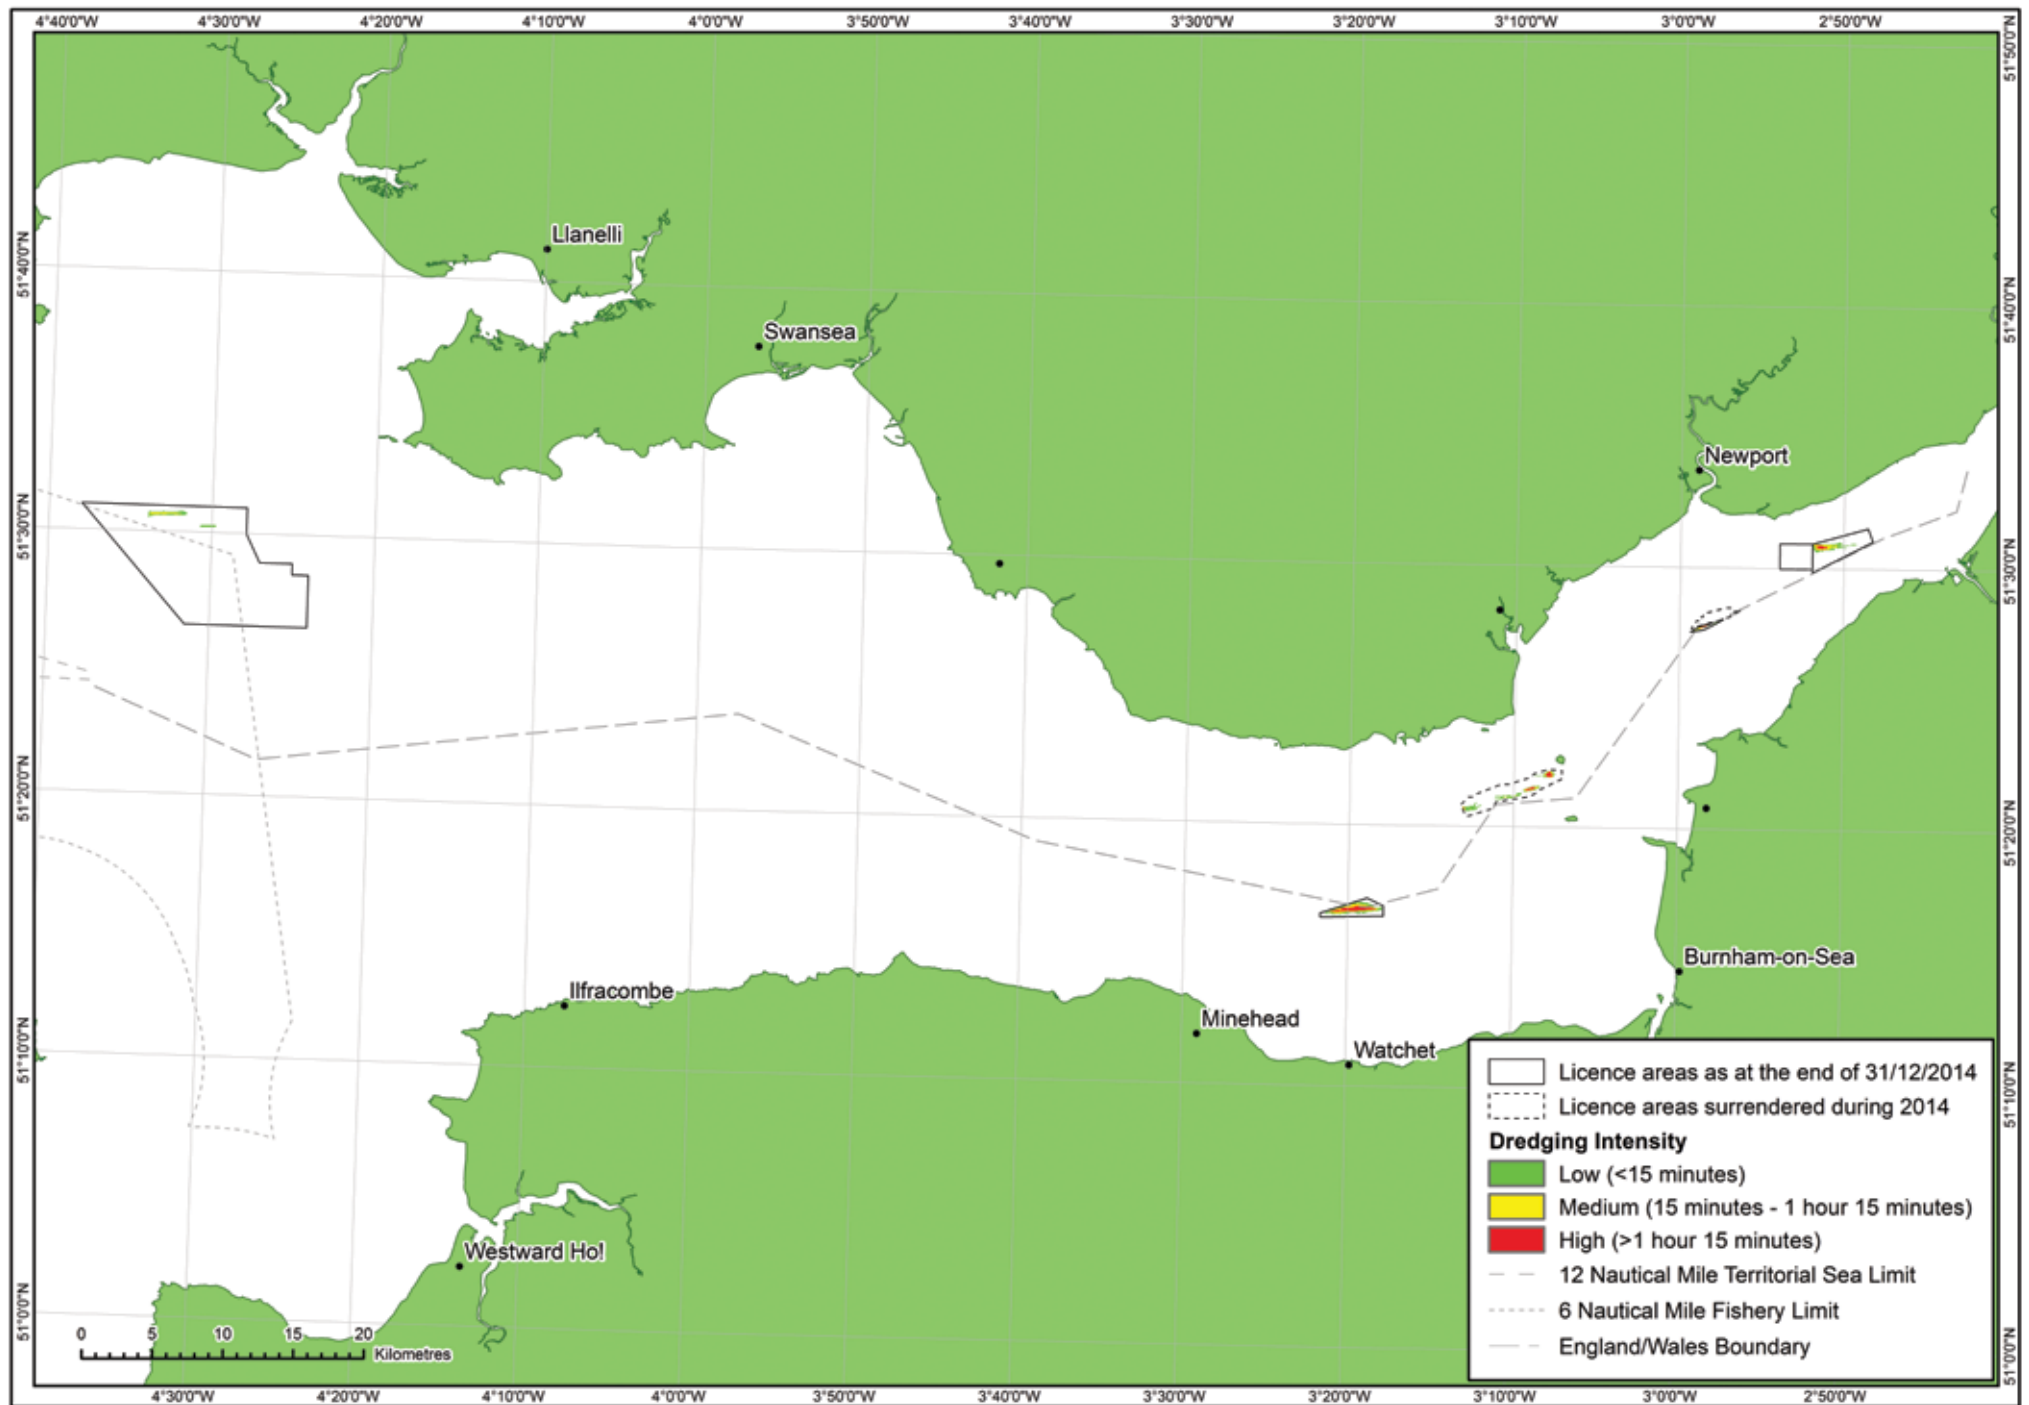 4°40'0"W 4°30'0"W 4°20'0"W 4°10'0"W 4°0'0"W 3°50'0"W 3°40'0"W 3°30'0"W 3°20'0"W 3°10'0"W 3°0'0"W 2°50'0"W
51°50'0"N
Llanelli
51°40'0"N
51°40'0"N
Swansea
Newport
51°30'0"N
51°30'0"N
51°20'0"N
51°20'0"N
Burnham-on-Sea
Ilfracombe
Minehead
Watchet
51°10'0"N
51°10'0"N
Licence areas as at the end of 31/12/2014
Licence areas surrendered during 2014
Dredging Intensity
Low (<15 minutes)
Medium (15 minutes - 1 hour 15 minutes)
High (>1 hour 15 minutes)
12 Nautical Mile Territorial Sea Limit
6 Nautical Mile Fishery Limit
England/Wales Boundary
Westward Ho!
51°0'0"N
51°0'0"N
0 5 10 15 20
Kilometres
4°30'0"W 4°20'0"W 4°10'0"W 4°0'0"W 3°50'0"W 3°40'0"W 3°30'0"W 3°20'0"W 3°10'0"W 3°0'0"W 2°50'0"W